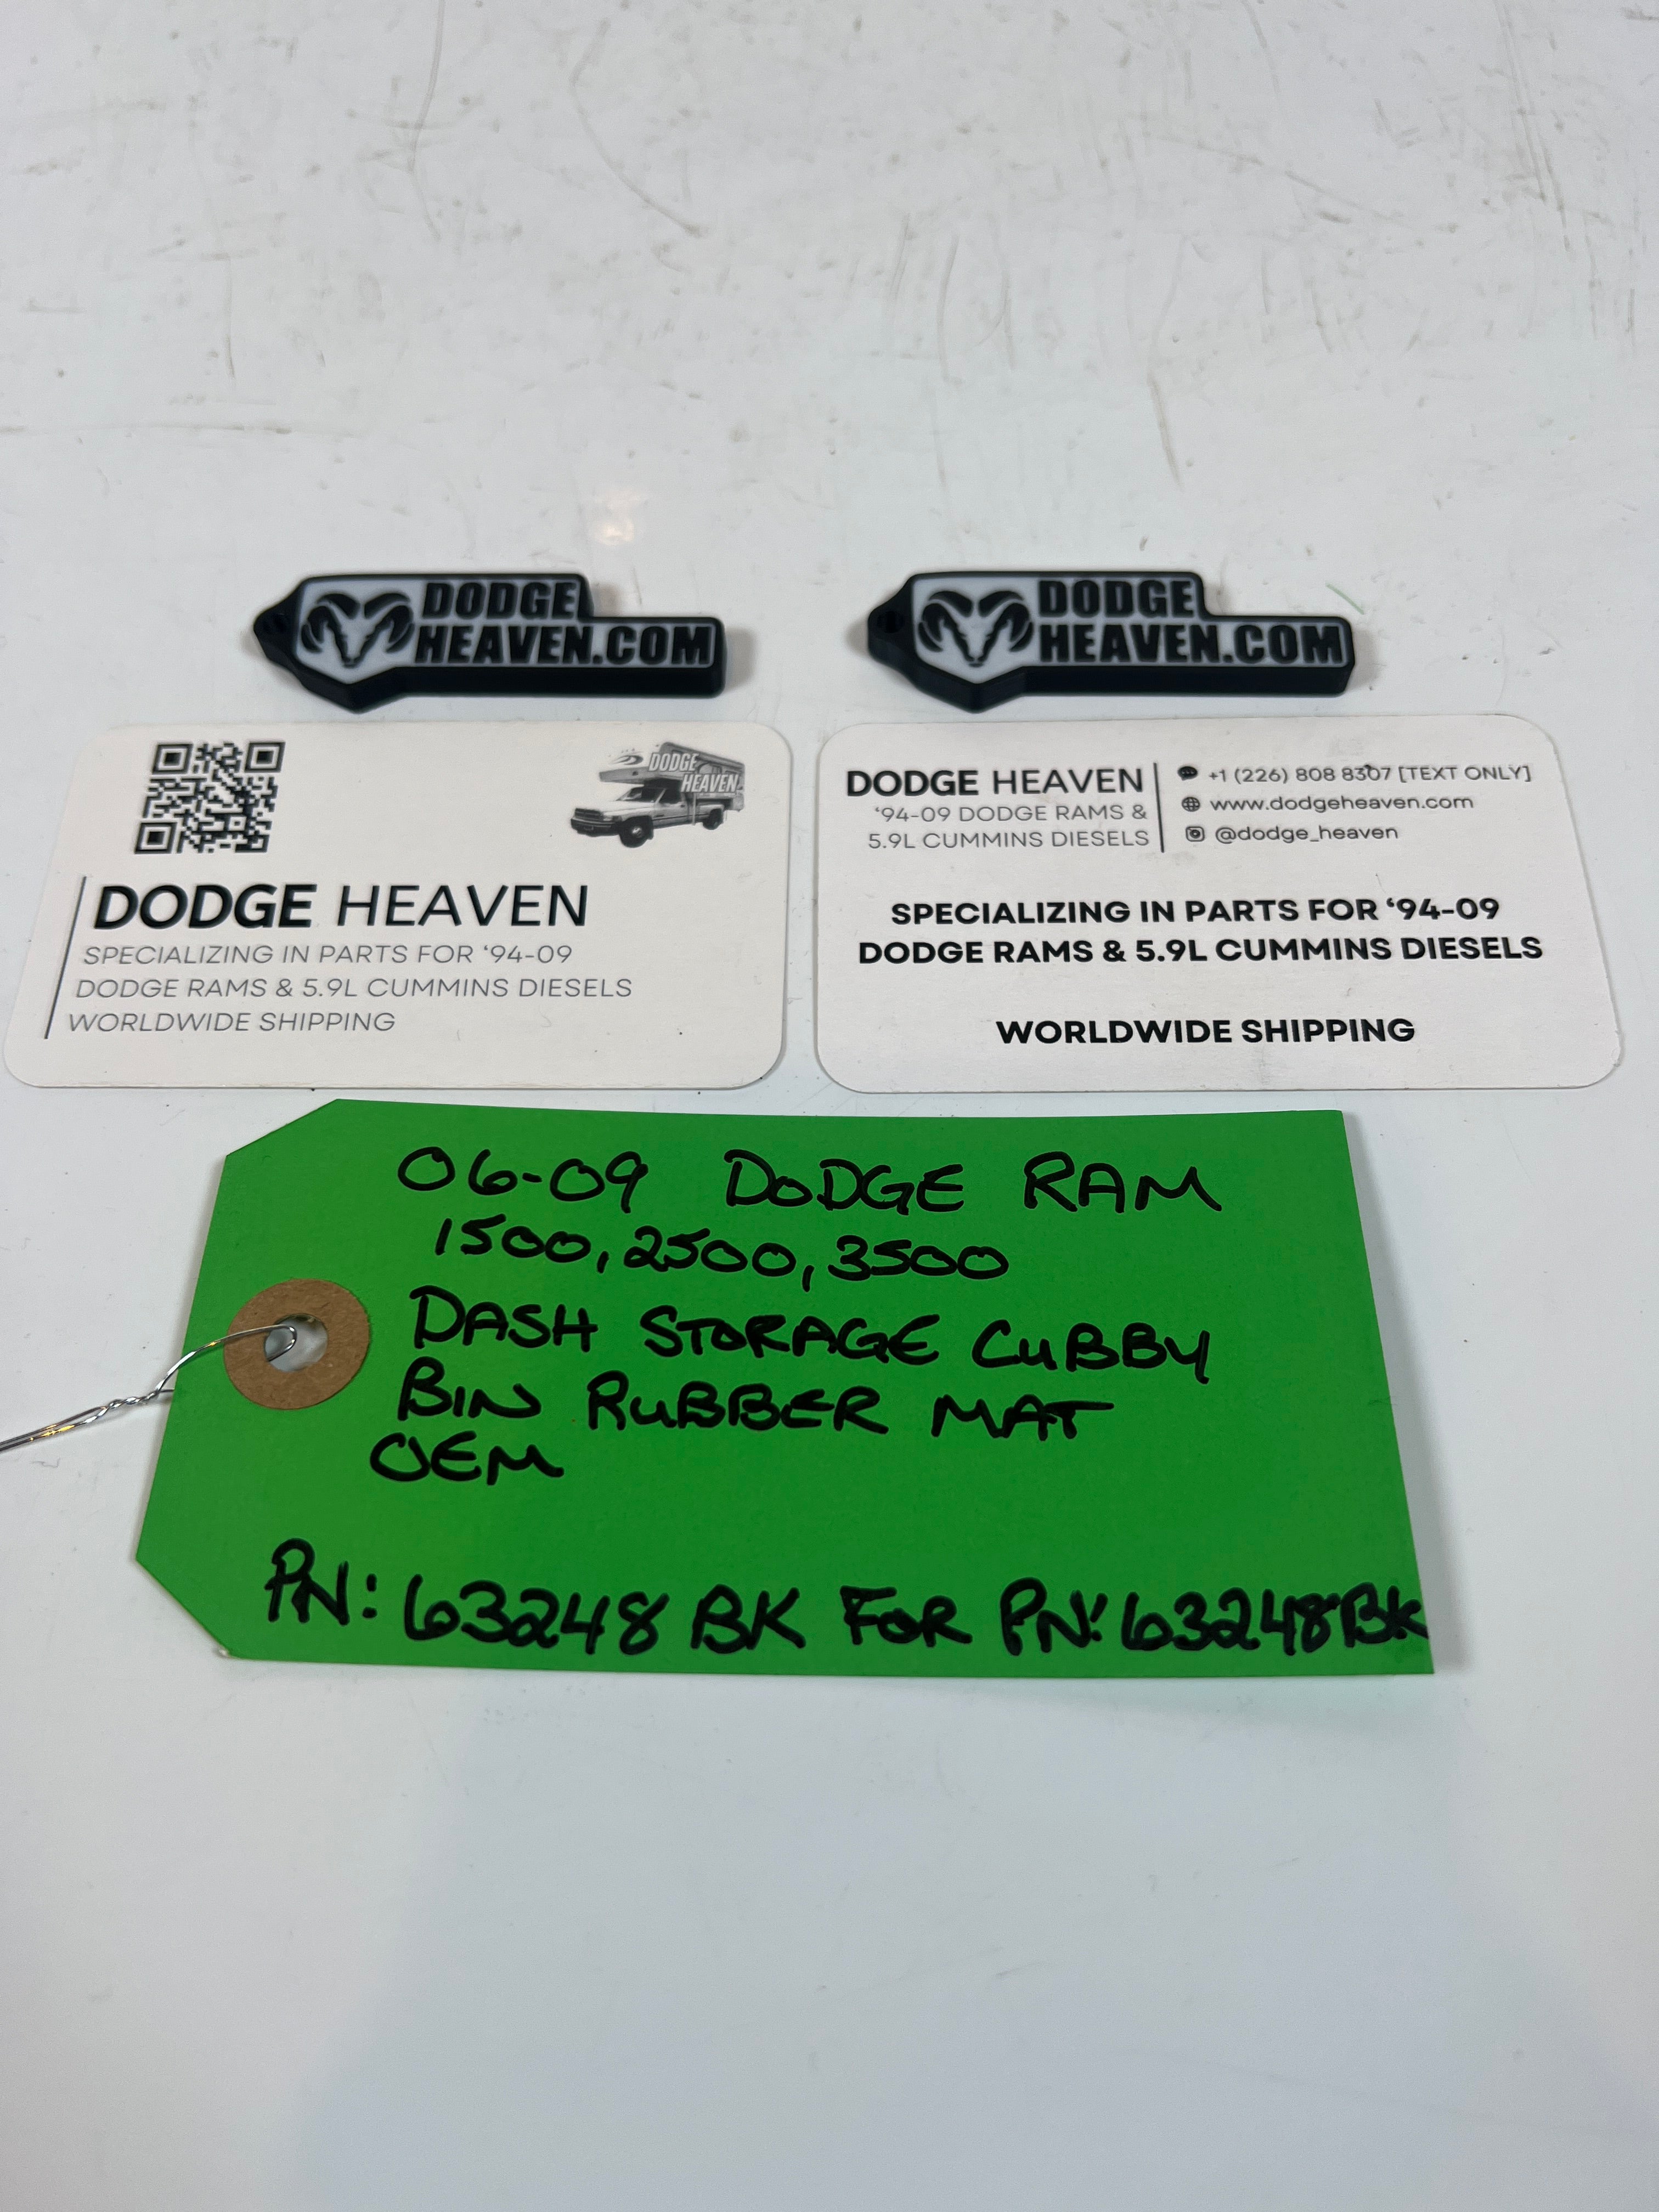 DODGE
HEAVEN.COM
DODGE
HEAVEN.COM
DODGE
HEAVEN
DODGE HEAVEN
SPECIALIZING IN PARTS FOR ‘94-09
DODGE RAMS & 5.9L CUMMINS DIESELS
WORLDWIDE SHIPPING
DODGE HEAVEN
‘94-09 DODGE RAMS &
5.9L CUMMINS DIESELS
+1 (226) 808 8307 [TEXT ONLY]
www.dodgeheaven.com
@dodge_heaven
SPECIALIZING IN PARTS FOR ‘94-09
DODGE RAMS & 5.9L CUMMINS DIESELS
WORLDWIDE SHIPPING
06-09 DODGE RAM
1500, 2500, 3500
DASH STORAGE CUBBY
BIN RUBBER MAT
OEM
PN: 63248 BK FOR PN: 63248BK